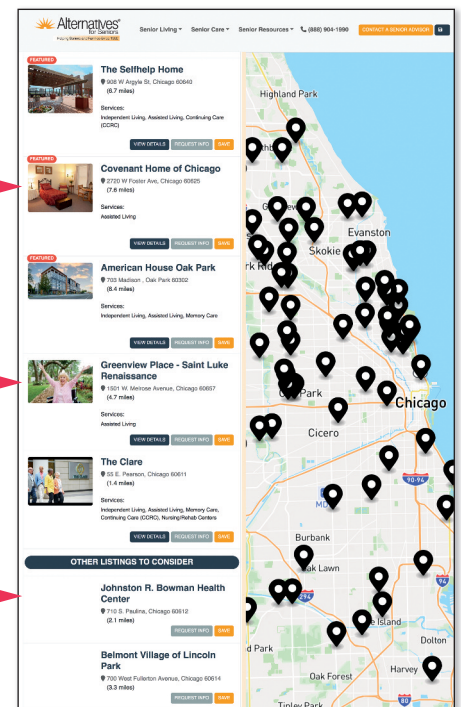 Alternatives®
for Seniors
Senior Living
Senior Care
Senior Resources
(888) 904-1990
CONTACT A SENIOR ADVISOR
FEATURED
The Selfhelp Home
908 W Argyle St, Chicago 60640
(6.7 miles)
Services:
Independent Living, Assisted Living, Continuing Care
(CCRC)
VIEW DETAILS
REQUEST INFO
SAVE
FEATURED
Covenant Home of Chicago
2720 W Foster Ave, Chicago 60625
(7.6 miles)
Services:
Assisted Living
VIEW DETAILS
REQUEST INFO
SAVE
FEATURED
American House Oak Park
703 Madison , Oak Park 60302
(8.4 miles)
Services:
Independent Living, Assisted Living, Memory Care
VIEW DETAILS
REQUEST INFO
SAVE
Greenview Place - Saint Luke
Renaissance
1501 W. Melrose Avenue, Chicago 60657
(4.7 miles)
Services:
Assisted Living
VIEW DETAILS
REQUEST INFO
SAVE
The Clare
55 E. Pearson, Chicago 60611
(1.4 miles)
Services:
Independent Living, Assisted Living, Memory Care,
Continuing Care (CCRC), Nursing/Rehab Centers
VIEW DETAILS
REQUEST INFO
SAVE
OTHER LISTINGS TO CONSIDER
Johnston R. Bowman Health
Center
710 S. Paulina, Chicago 60612
(2.1 miles)
REQUEST INFO
SAVE
Belmont Village of Lincoln
Park
700 West Fullerton Avenue, Chicago 60614
(3.3 miles)
REQUEST INFO
SAVE
Highland Park
Evanston
Skokie
Park
Chicago
Cicero
90-94
Burbank
Lawn
94
294
Island
Dolton
d Park
Harvey
Oak Forest
80
Tinley Park